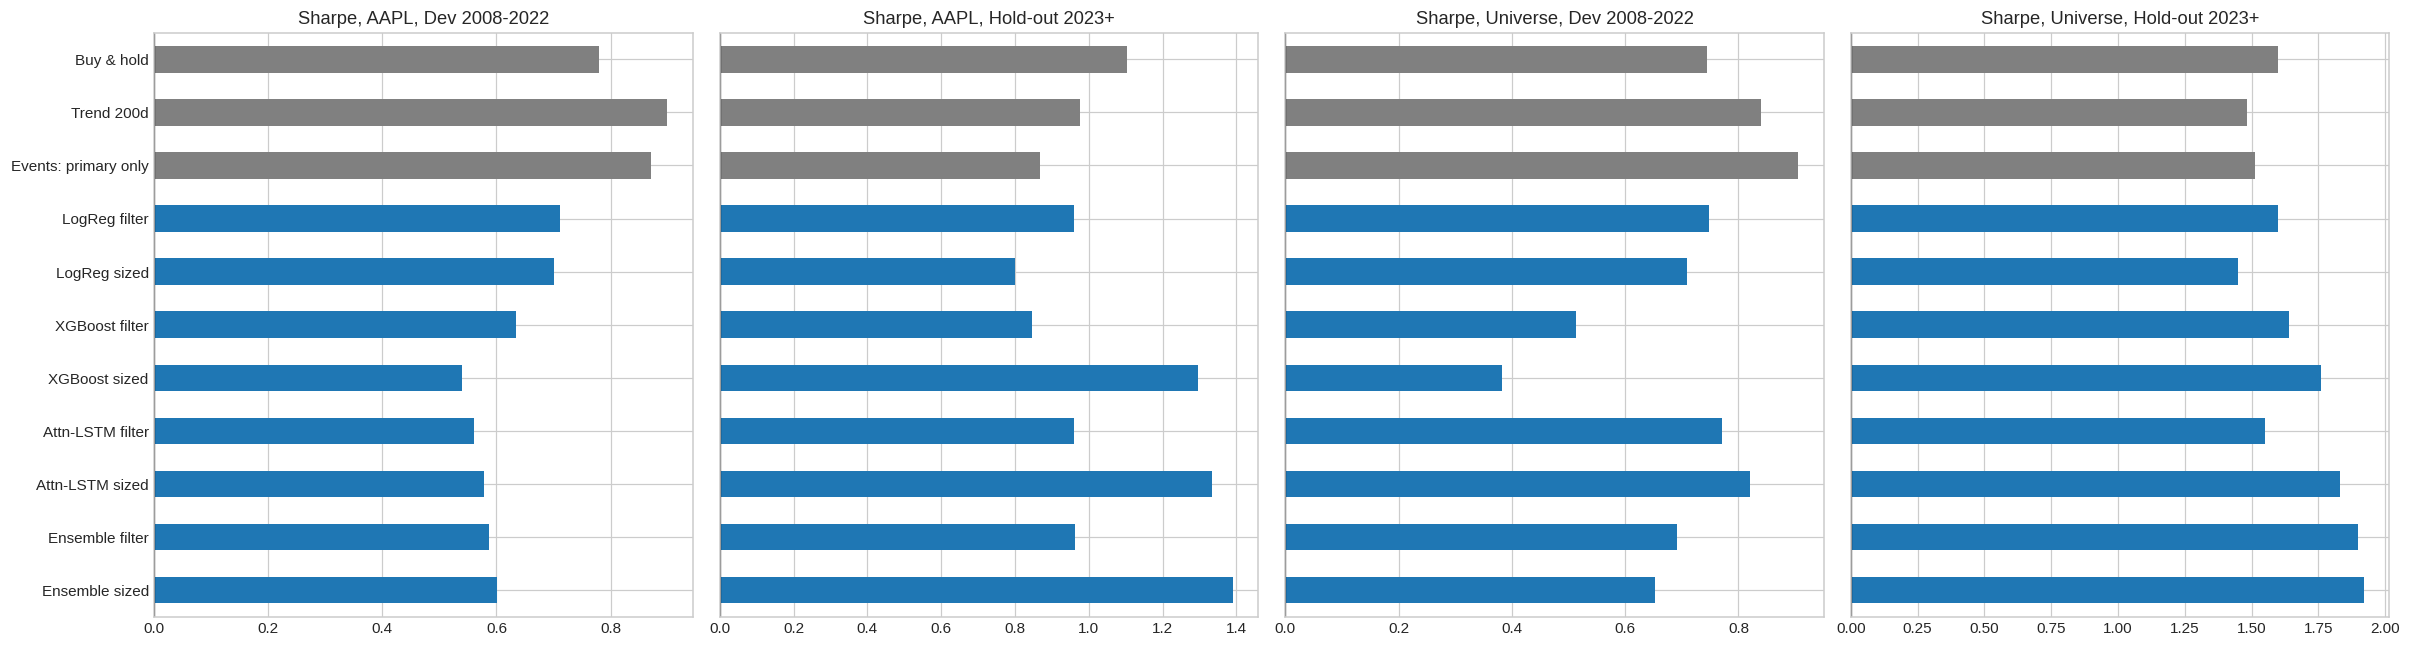 Sharpe, AAPL, Dev 2008-2022
Sharpe, AAPL, Hold-out 2023+
Sharpe, Universe, Dev 2008-2022
Sharpe, Universe, Hold-out 2023+
Buy & hold
Trend 200d
Events: primary only
LogReg filter
LogReg sized
XGBoost filter
XGBoost sized
Attn-LSTM filter
Attn-LSTM sized
Ensemble filter
Ensemble sized
0.0 0.2 0.4 0.6 0.8
0.0 0.2 0.4 0.6 0.8 1.0 1.2 1.4
0.0 0.2 0.4 0.6 0.8
0.00 0.25 0.50 0.75 1.00 1.25 1.50 1.75 2.00